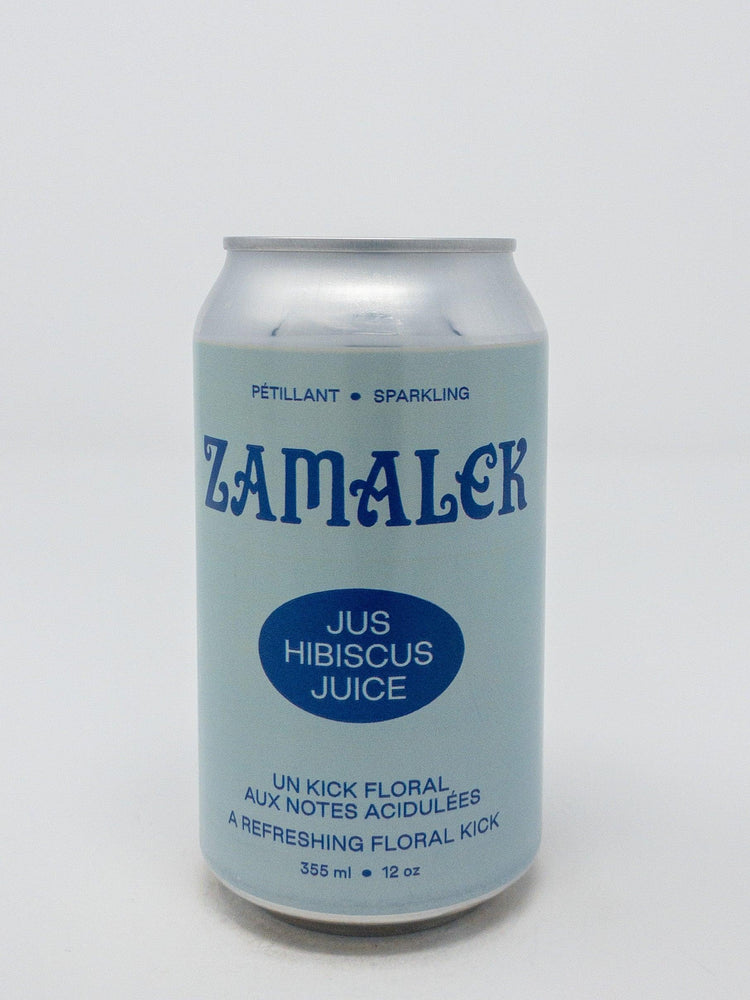 PÉTILLANT • SPARKLING
ZAMALEK
JUS
HIBISCUS
JUICE
UN KICK FLORAL
AUX NOTES ACIDULÉES
A REFRESHING FLORAL KICK
355 ml • 12 oz